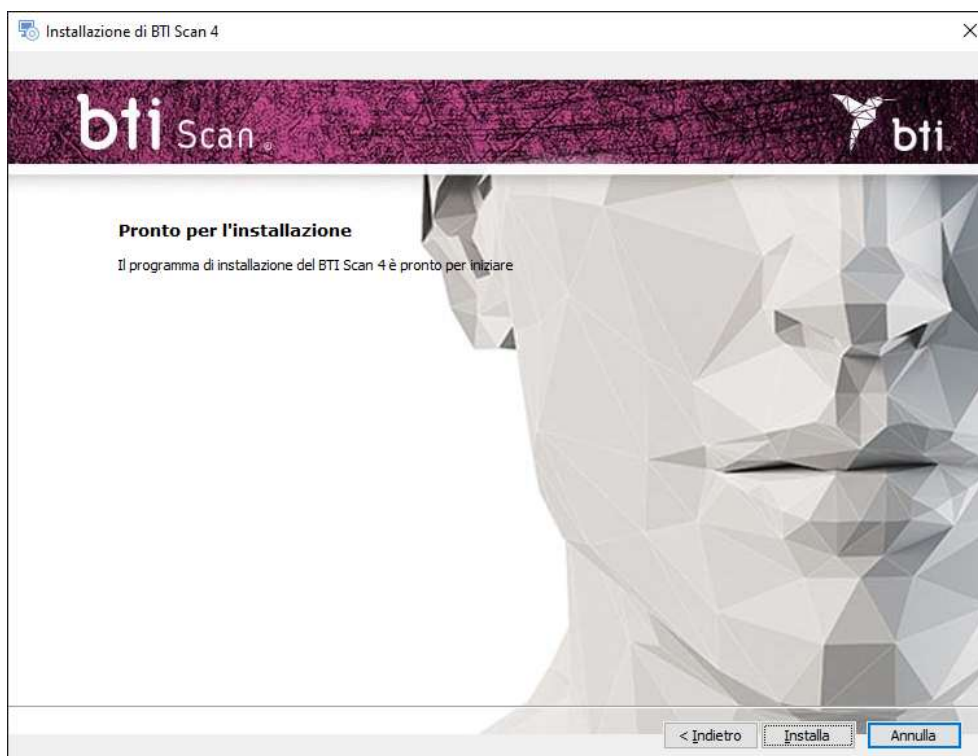 Installazione di BTI Scan 4
bti Scan ®
bti
Pronto per l'installazione
Il programma di installazione del BTI Scan 4 è pronto per iniziare
< Indietro
Installa
Annulla